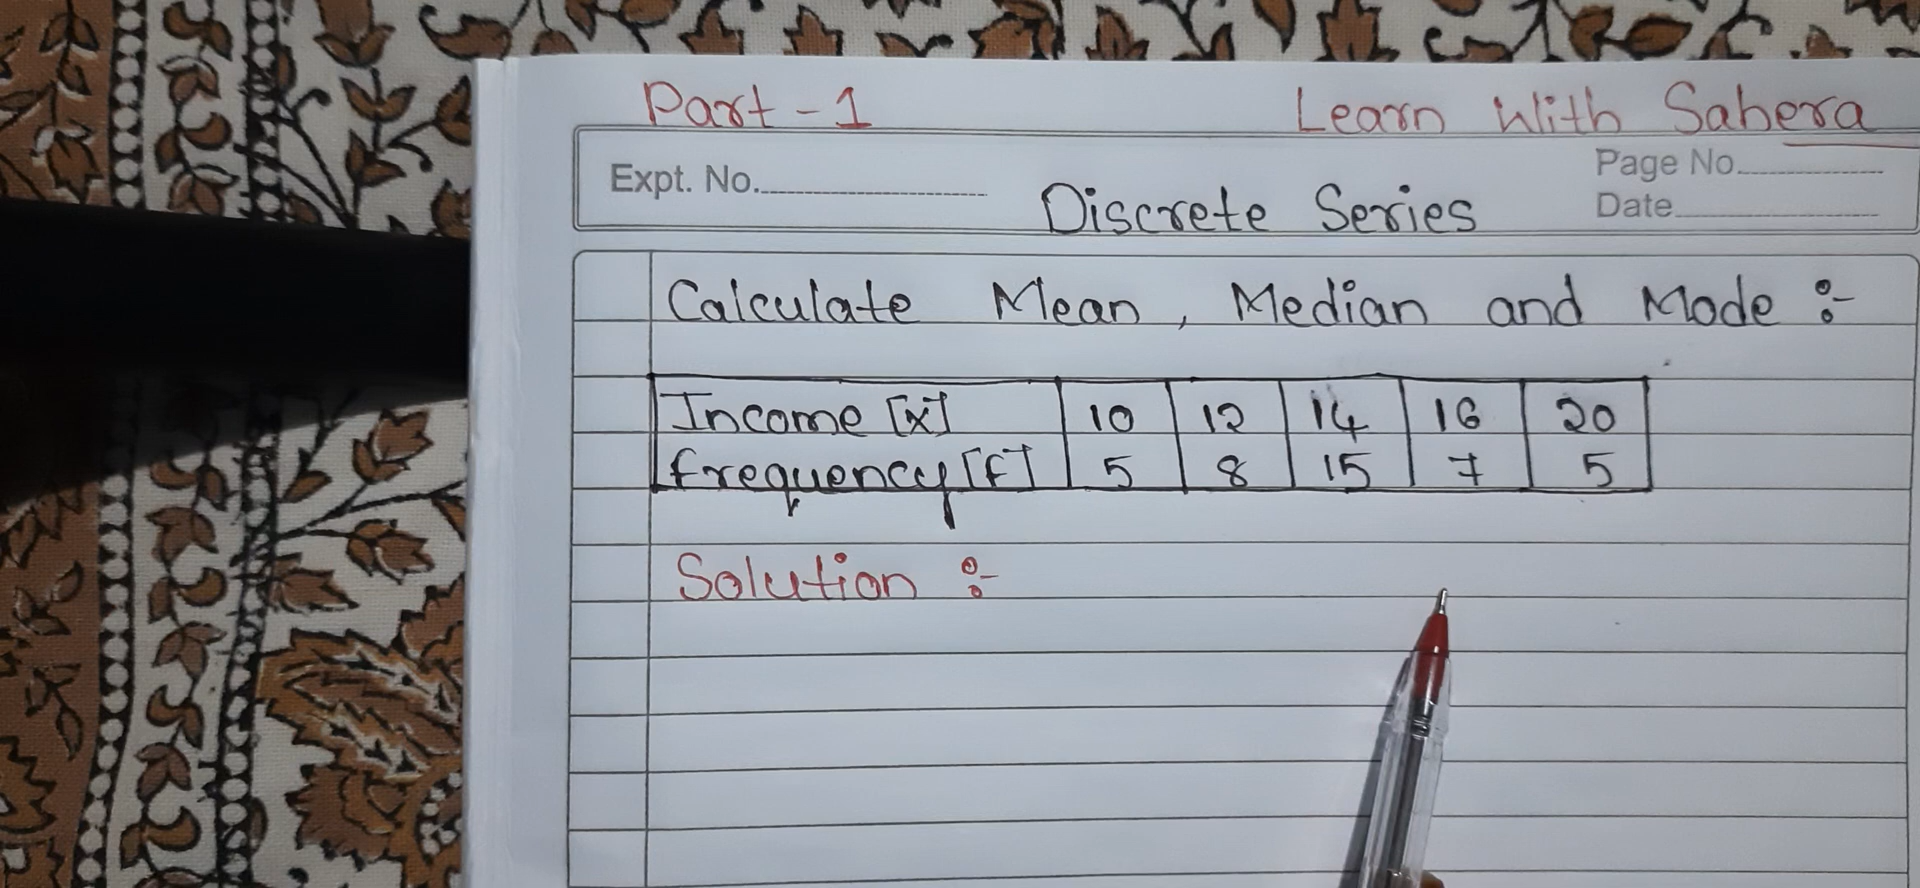 Part - 1 Learn With Sahera
Expt. No. Page No.
Discrete Series
Date
Calculate Mean, Median and Mode :-
Income [x] 10 12 14 16 20
frequency [f] 5 8 15 7 5
Solution :-